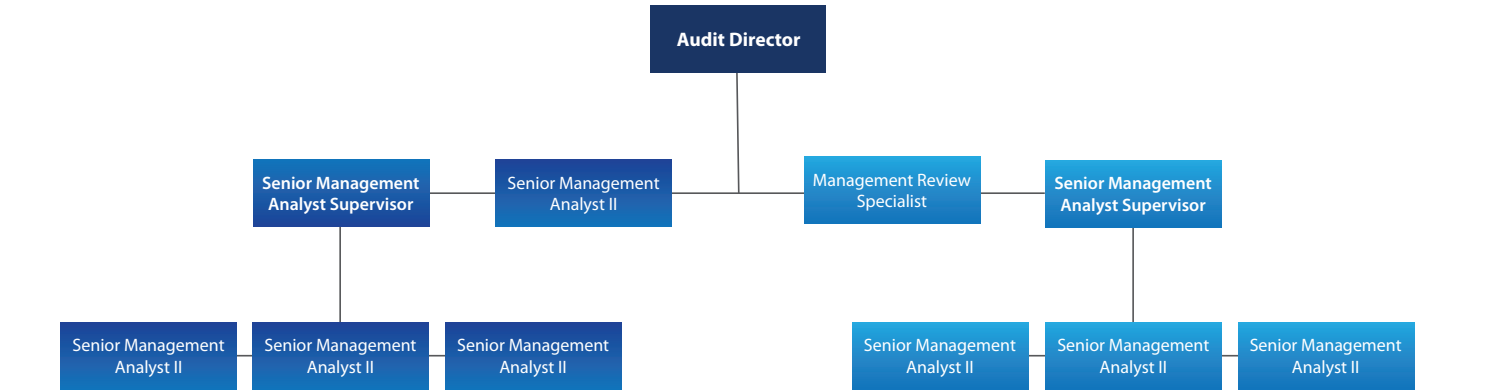 Audit Director
Senior Management
Analyst Supervisor
Senior Management
Analyst II
Management Review
Specialist
Senior Management
Analyst Supervisor
Senior Management
Analyst II
Senior Management
Analyst II
Senior Management
Analyst II
Senior Management
Analyst II
Senior Management
Analyst II
Senior Management
Analyst II